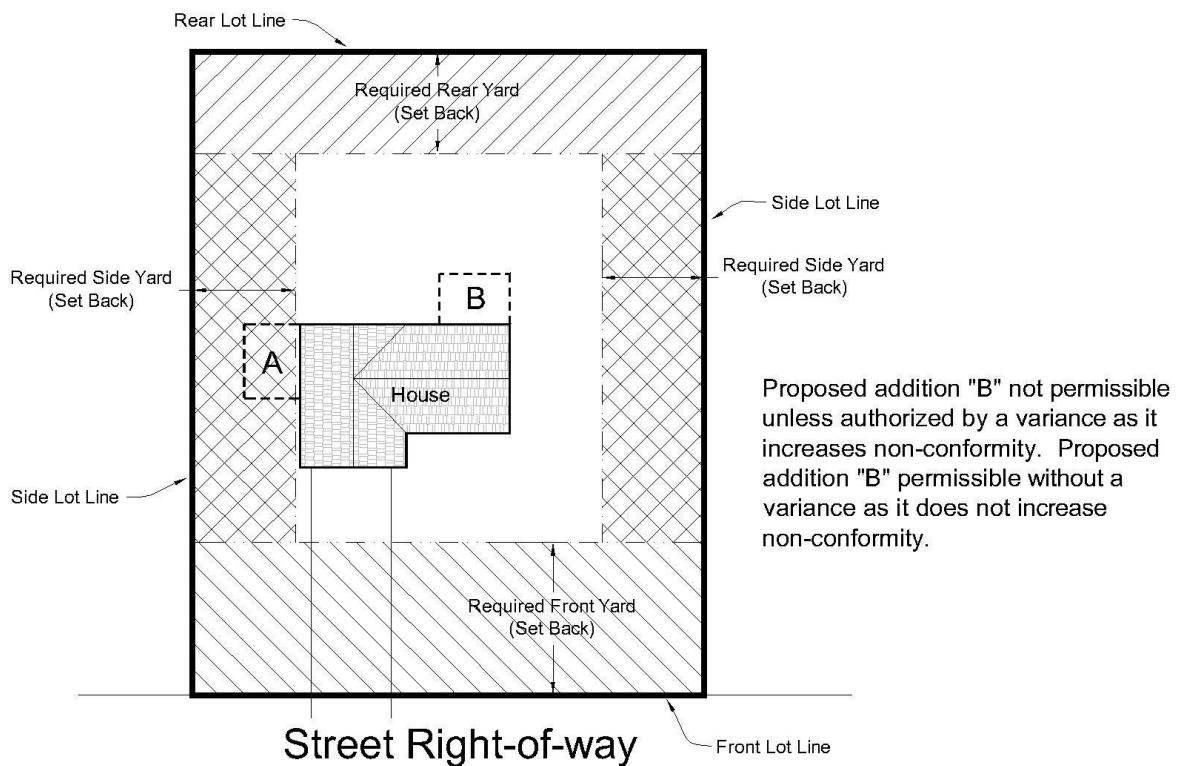 Rear Lot Line
Required Rear Yard
(Set Back)
Side Lot Line
Required Side Yard
(Set Back)
Required Side Yard
(Set Back)
B
A
House
Proposed addition "B" not permissible
unless authorized by a variance as it
increases non-conformity. Proposed
addition "B" permissible without a
variance as it does not increase
non-conformity.
Side Lot Line
Required Front Yard
(Set Back)
Street Right-of-way
Front Lot Line